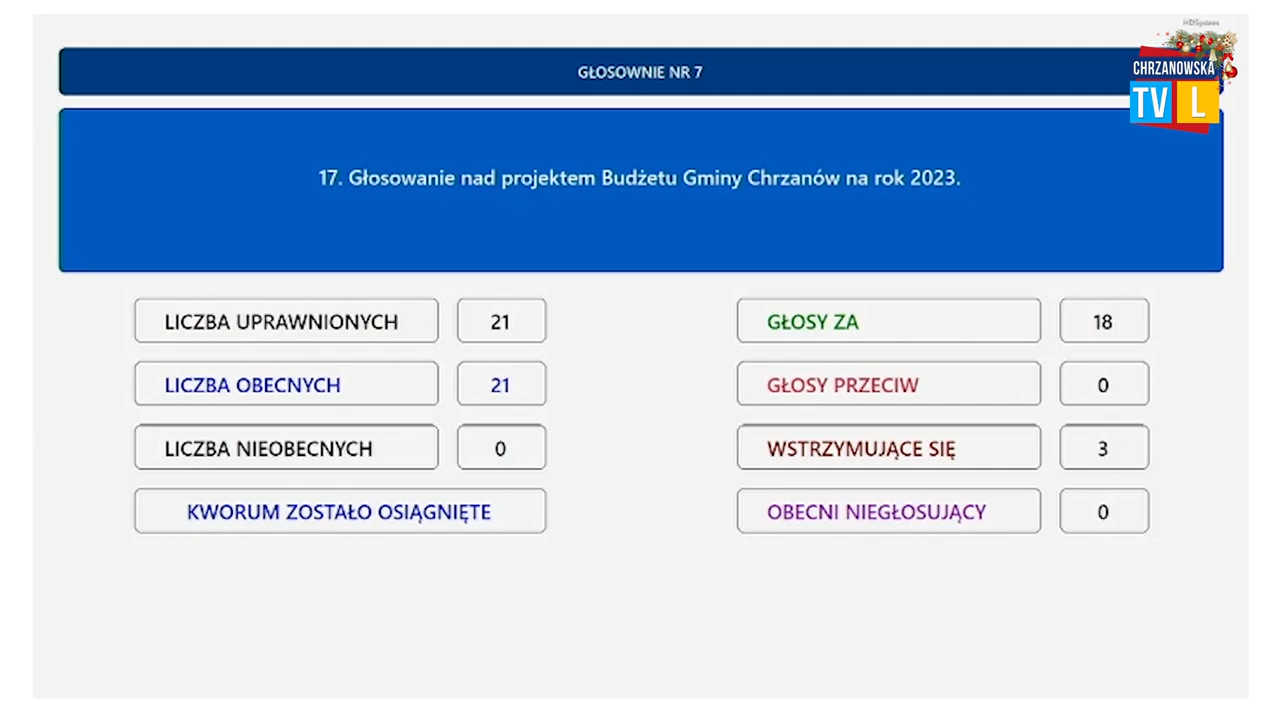 HDSystem
CHRZANOWSKA
TV L
GŁOSOWNIE NR 7
17. Głosowanie nad projektem Budżetu Gminy Chrzanów na rok 2023.
LICZBA UPRAWNIONYCH 21
LICZBA OBECNYCH 21
LICZBA NIEOBECNYCH 0
KWORUM ZOSTAŁO OSIĄGNIĘTE
GŁOSY ZA 18
GŁOSY PRZECIW 0
WSTRZYMUJĄCE SIĘ 3
OBECNI NIEGŁOSUJĄCY 0